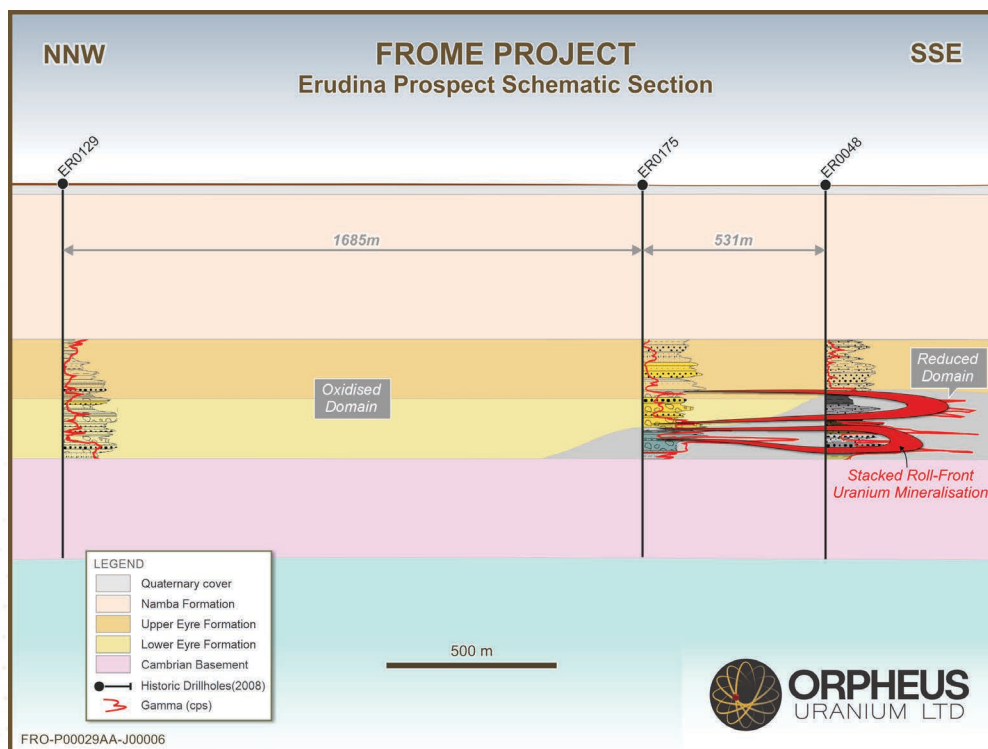 NNW
FROME PROJECT
SSE
Erudina Prospect Schematic Section
ER0129
ER0175
ER0048
1685m
531m
Oxidised
Domain
Reduced
Domain
Stacked Roll-Front
Uranium Mineralisation
LEGEND
Quaternary cover
Namba Formation
Upper Eyre Formation
Lower Eyre Formation
Cambrian Basement
Historic Drillholes(2008)
Gamma (cps)
500 m
ORPHEUS
URANIUM LTD
FRO-P00029AA-J00006